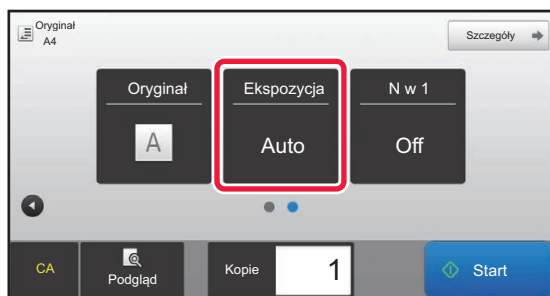 Oryginał
A4
Szczegóły
Oryginał
Ekspozycja
N w 1
A
Auto
Off
CA
Podgląd
Kopie
1
Start